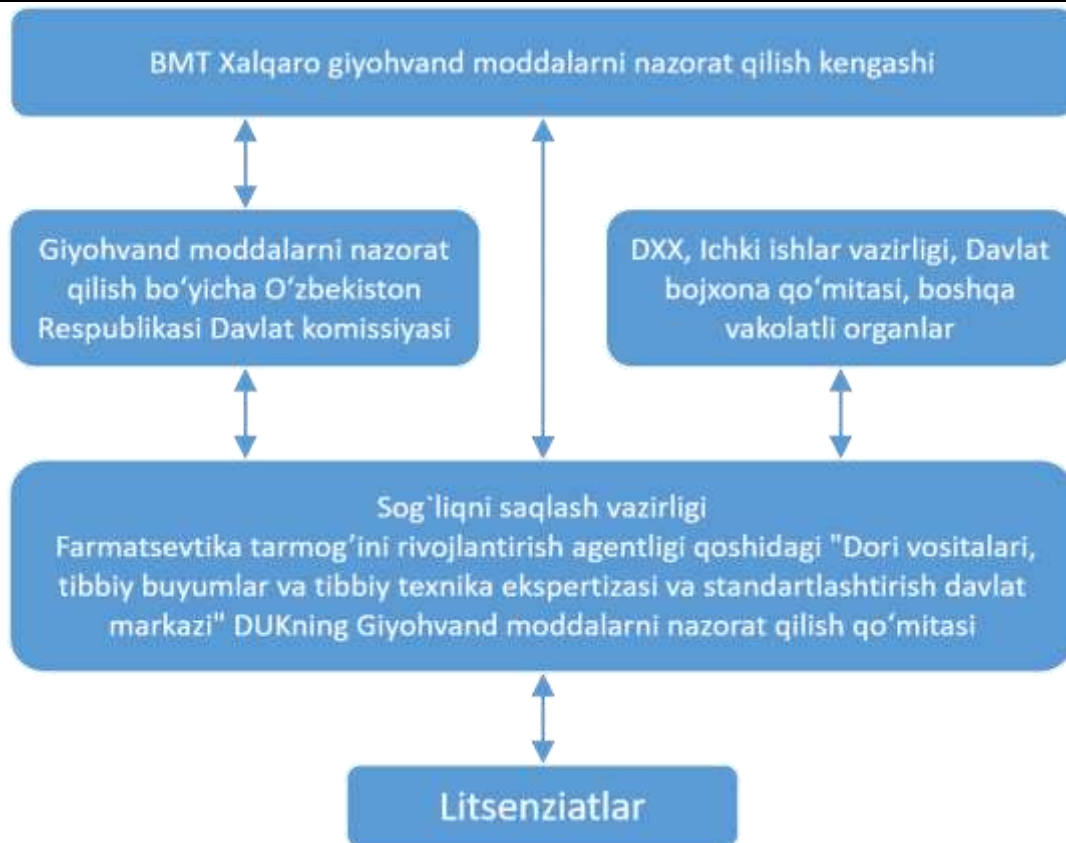 BMT Xalqaro giyohvand moddalarni nazorat qilish kengashi
Giyohvand moddalarni nazorat
qilish bo‘yicha O‘zbekiston
Respublikasi Davlat komissiyasi
DXX, Ichki ishlar vazirligi, Davlat
bojxona qo‘mitasi, boshqa
vakolatli organlar
Sog`liqni saqlash vazirligi
Farmatsevtika tarmog’ini rivojlantirish agentligi qoshidagi "Dori vositalari,
tibbiy buyumlar va tibbiy texnika ekspertizasi va standartlashtirish davlat
markazi" DUKning Giyohvand moddalarni nazorat qilish qo‘mitasi
Litsenziatlar